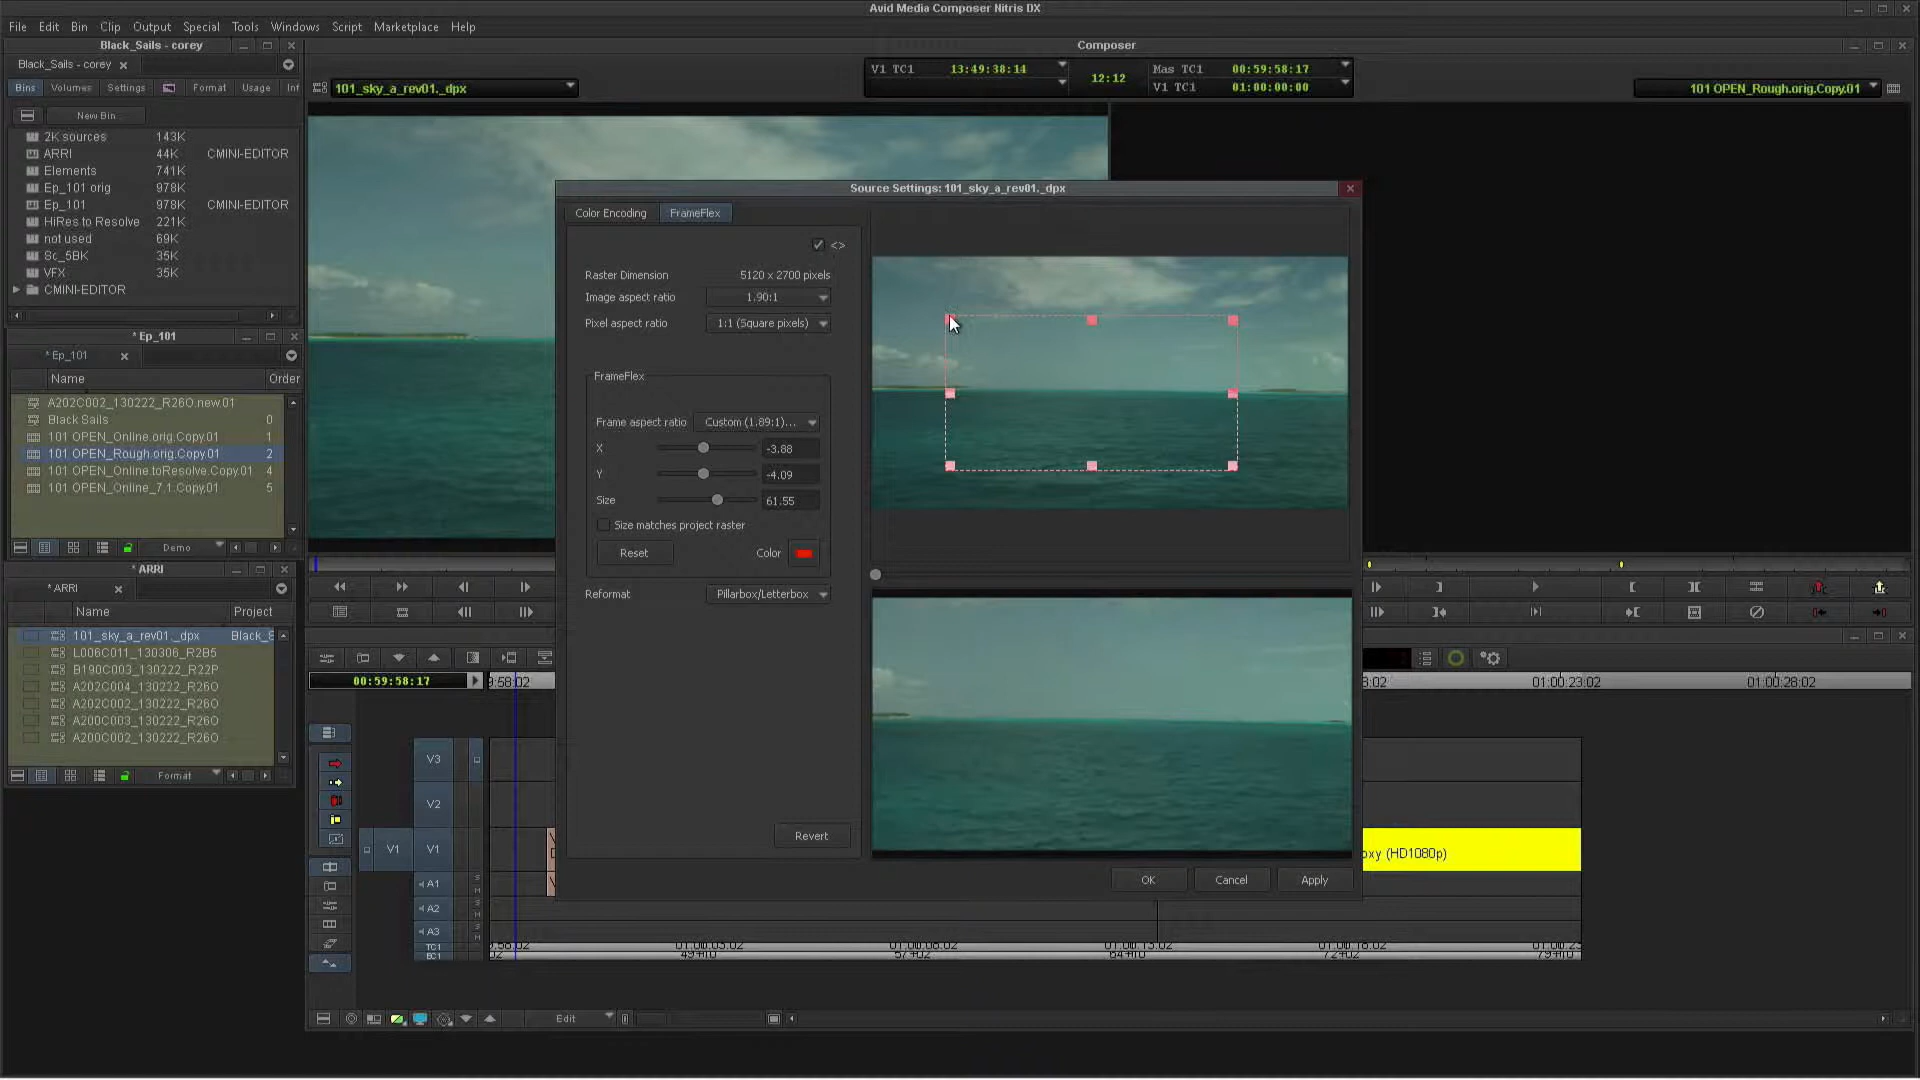 Avid Media Composer Nitris DX
File Edit Bin Clip Output Special Tools Windows Script Marketplace Help
Black_Sails - corey
Composer
Black_Sails - corey
Bins Volumes Settings Format Usage
101_sky_a_rev01._dpx
V1 TC1 13:49:38:14
12:12
Mas TC1 00:59:58:17
V1 TC1 01:00:00:00
101 OPEN_Rough.orig.Copy.01
New Bin
2K sources 143K
ARRI 44K CMINI-EDITOR
Elements 741K
Ep_101 orig 978K
Ep_101 978K CMINI-EDITOR
HiRes to Resolve 221K
not used 69K
Sc_5BK 35K
VFX 35K
CMINI-EDITOR
* Ep_101
* Ep_101
Name Order
A202C002_130222_R26O.new.01
Black Sails 0
101 OPEN_Online.orig.Copy.01 1
101 OPEN_Rough.orig.Copy.01 2
101 OPEN_Online.toResolve.Copy.01 4
101 OPEN_Online_7.1.Copy.01 5
Demo
* ARRI
* ARRI
Name Project
101_sky_a_rev01._dpx
L006C011_130306_R2B5
B190C003_130222_R22P
A202C004_130222_R26O
A202C002_130222_R26O
A200C003_130222_R26O
A200C002_130222_R26O
Format
Source Settings: 101_sky_a_rev01._dpx
Color Encoding FrameFlex
<>
Raster Dimension 5120 x 2700 pixels
Image aspect ratio 1.90:1
Pixel aspect ratio 1:1 (Square pixels)
FrameFlex
Frame aspect ratio Custom (1.89:1)...
X -3.88
Y -4.09
Size 61.55
Size matches project raster
Reset Color
Reformat Pillarbox/Letterbox
Revert
OK Cancel Apply
00:59:58:17
9:58:02
01:00:23:02
01:00:28:02
V3
V2
V1 V1
oxy (HD1080p)
A1
A2
A3
TC1
EC1
Edit